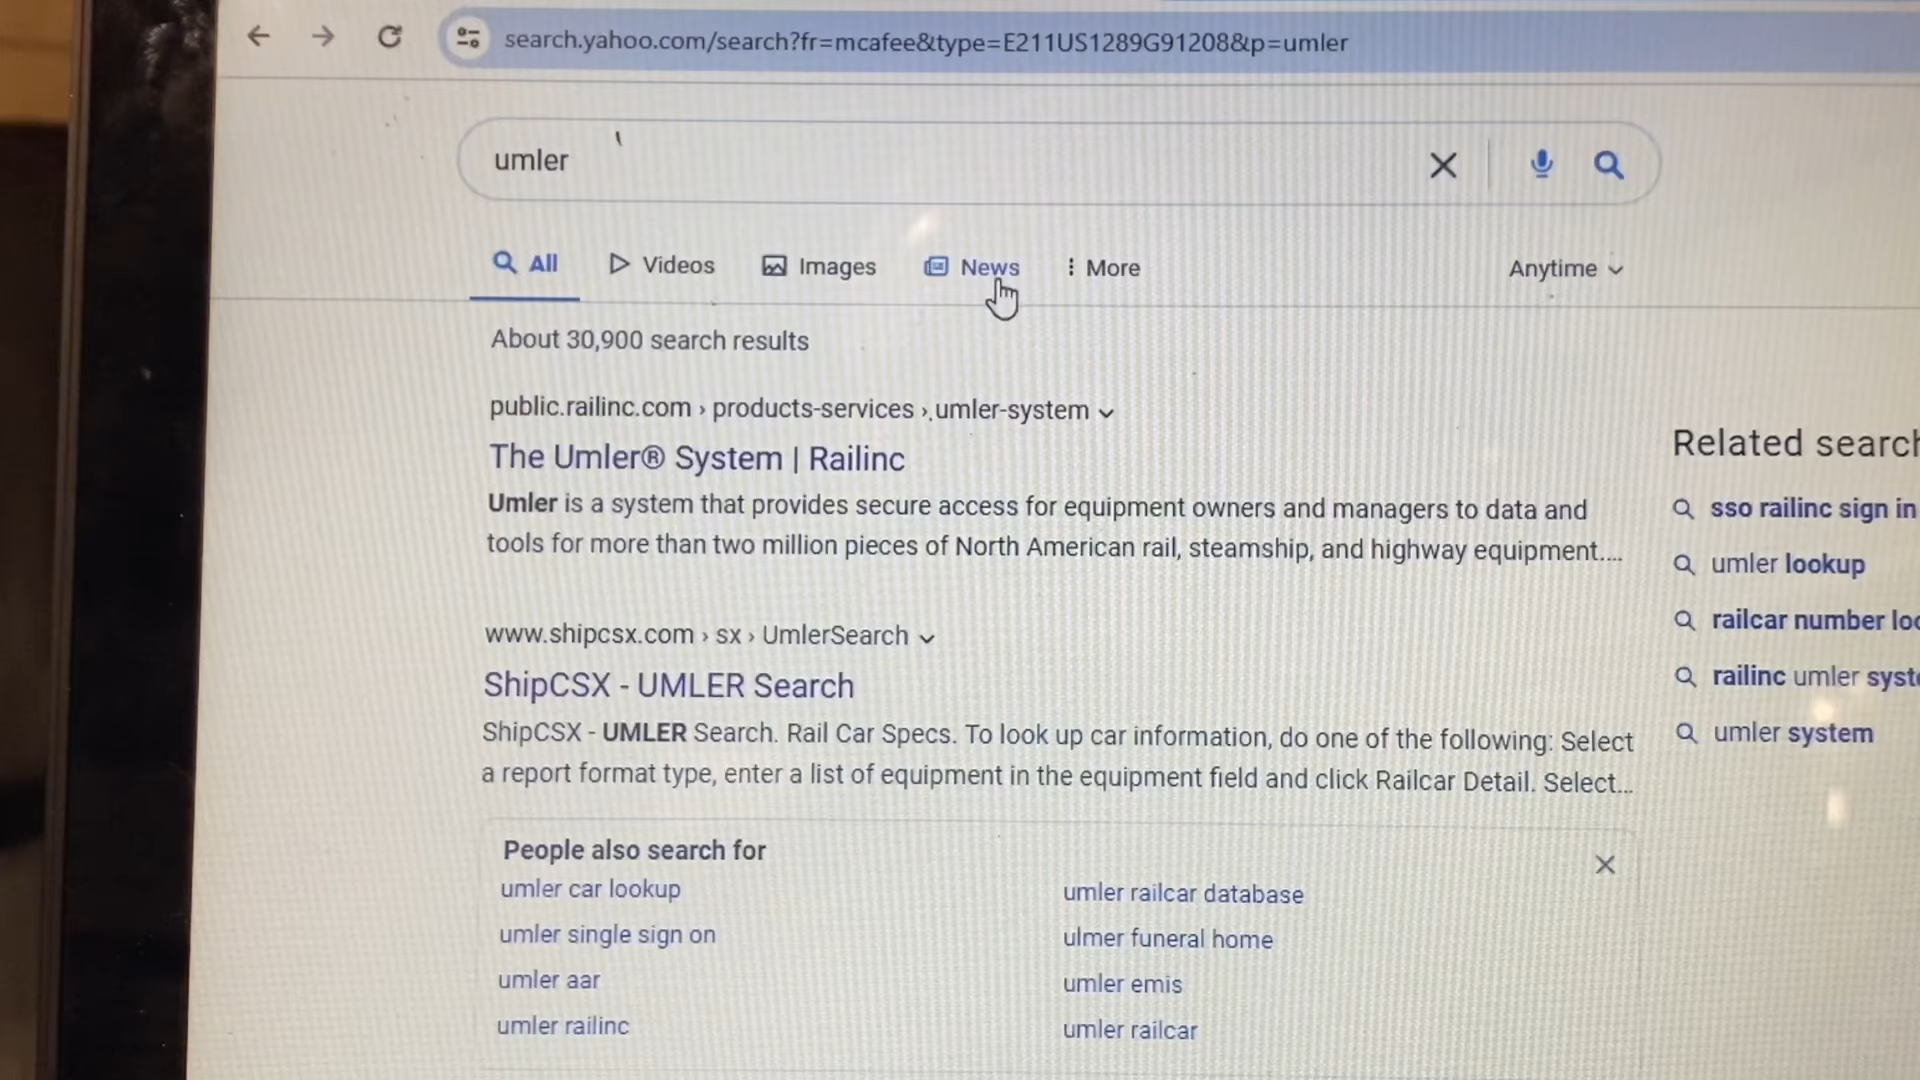 search.yahoo.com/search?fr=mcafee&type=E211US1289G91208&p=umler
umler
All Videos Images News More Anytime
About 30,900 search results
public.railinc.com › products-services › umler-system
The Umler® System | Railinc
Umler is a system that provides secure access for equipment owners and managers to data and
tools for more than two million pieces of North American rail, steamship, and highway equipment....
www.shipcsx.com › sx › UmlerSearch
ShipCSX - UMLER Search
ShipCSX - UMLER Search. Rail Car Specs. To look up car information, do one of the following: Select
a report format type, enter a list of equipment in the equipment field and click Railcar Detail. Select...
People also search for
umler car lookup
umler single sign on
umler aar
umler railinc
umler railcar database
ulmer funeral home
umler emis
umler railcar
Related search
sso railinc sign in
umler lookup
railcar number loo
railinc umler syste
umler system